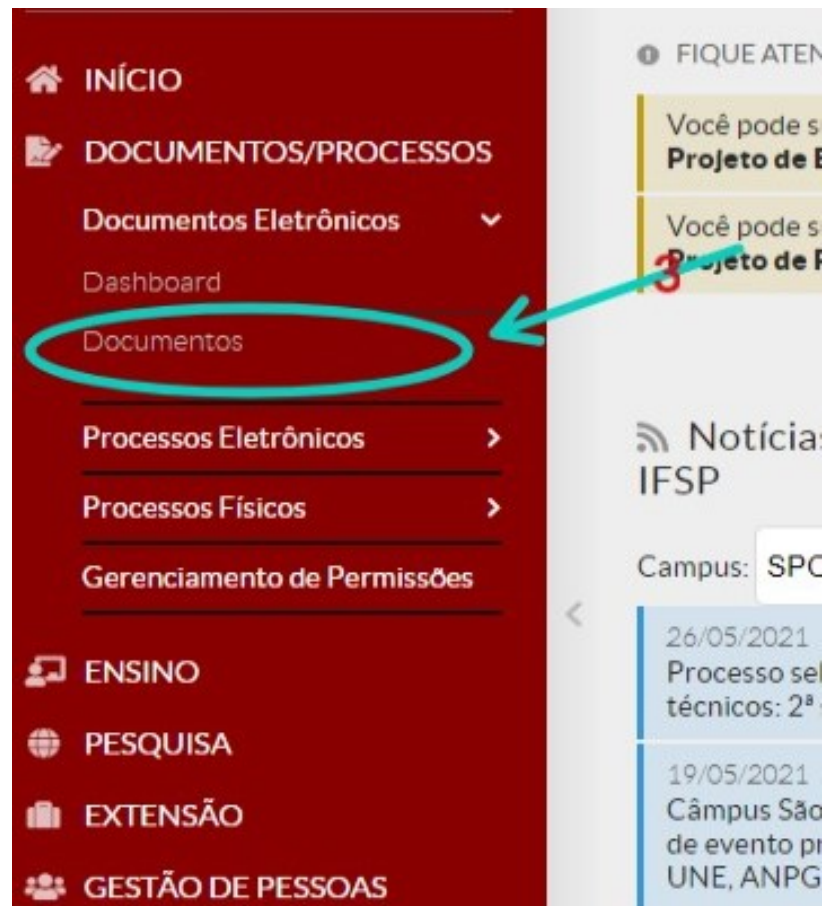 INÍCIO
DOCUMENTOS/PROCESSOS
Documentos Eletrônicos
Dashboard
Documentos
Processos Eletrônicos
Processos Físicos
Gerenciamento de Permissões
ENSINO
PESQUISA
EXTENSÃO
GESTÃO DE PESSOAS
FIQUE ATEN
Você pode s
Projeto de
Você pode s
3
Projeto de
Notícias
IFSP
Campus: SPO
26/05/2021
Processo sel
técnicos: 2ª
19/05/2021
Câmpus São
de evento pr
UNE, ANPG